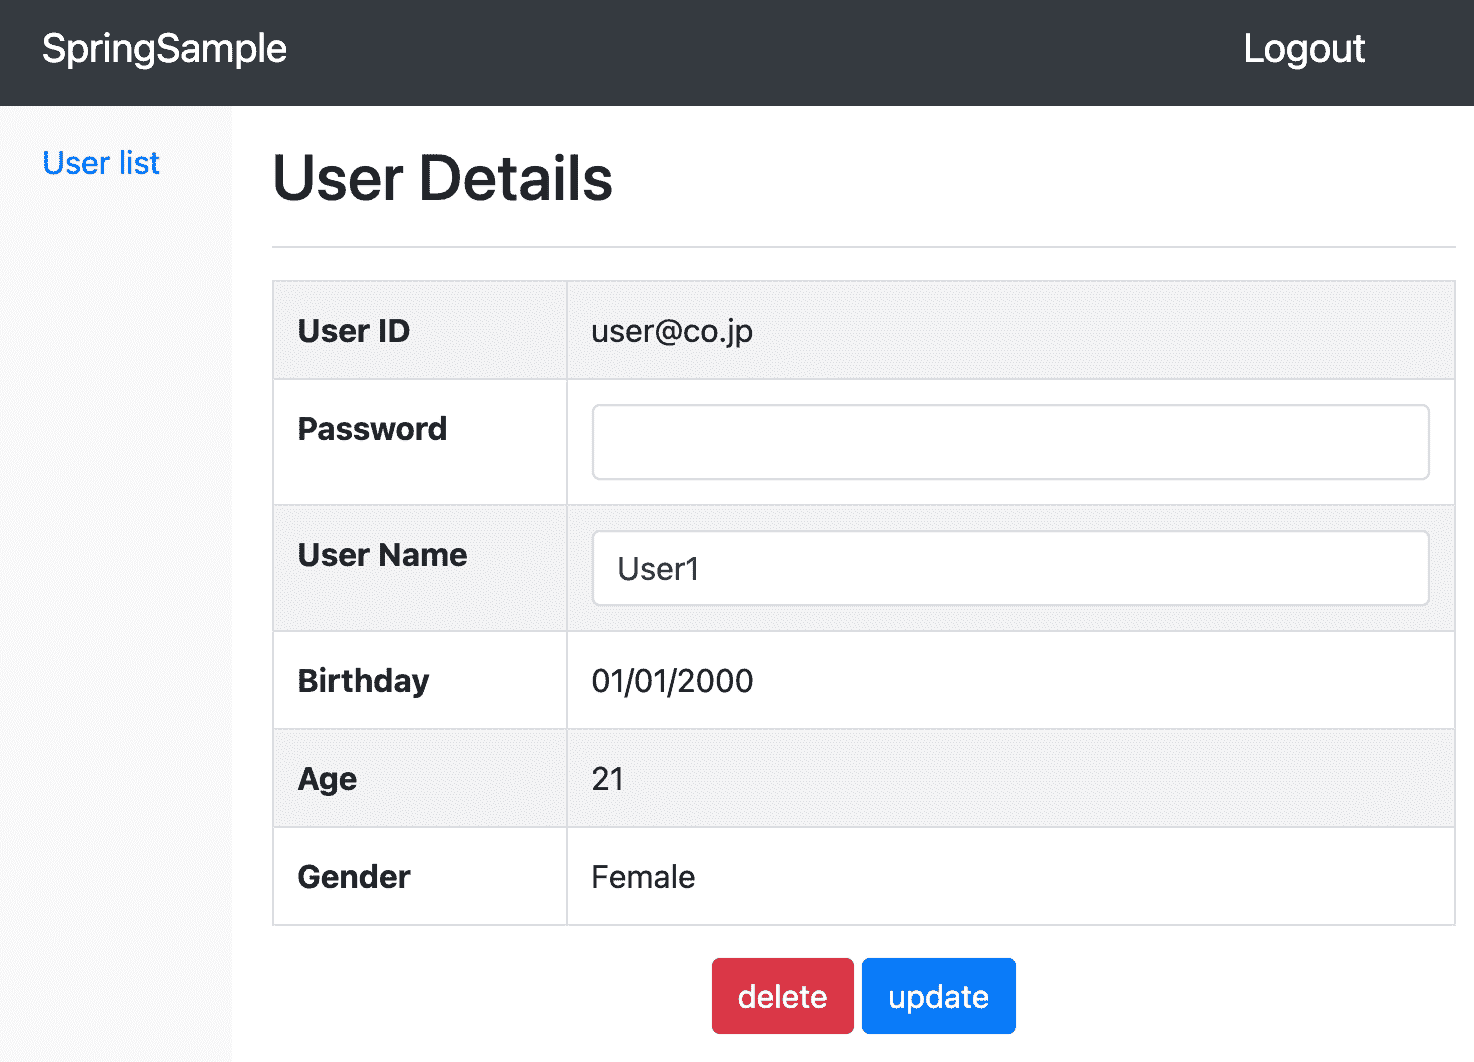 SpringSample Logout
User list
User Details
User ID user@co.jp
Password
User Name User1
Birthday 01/01/2000
Age 21
Gender Female
delete update